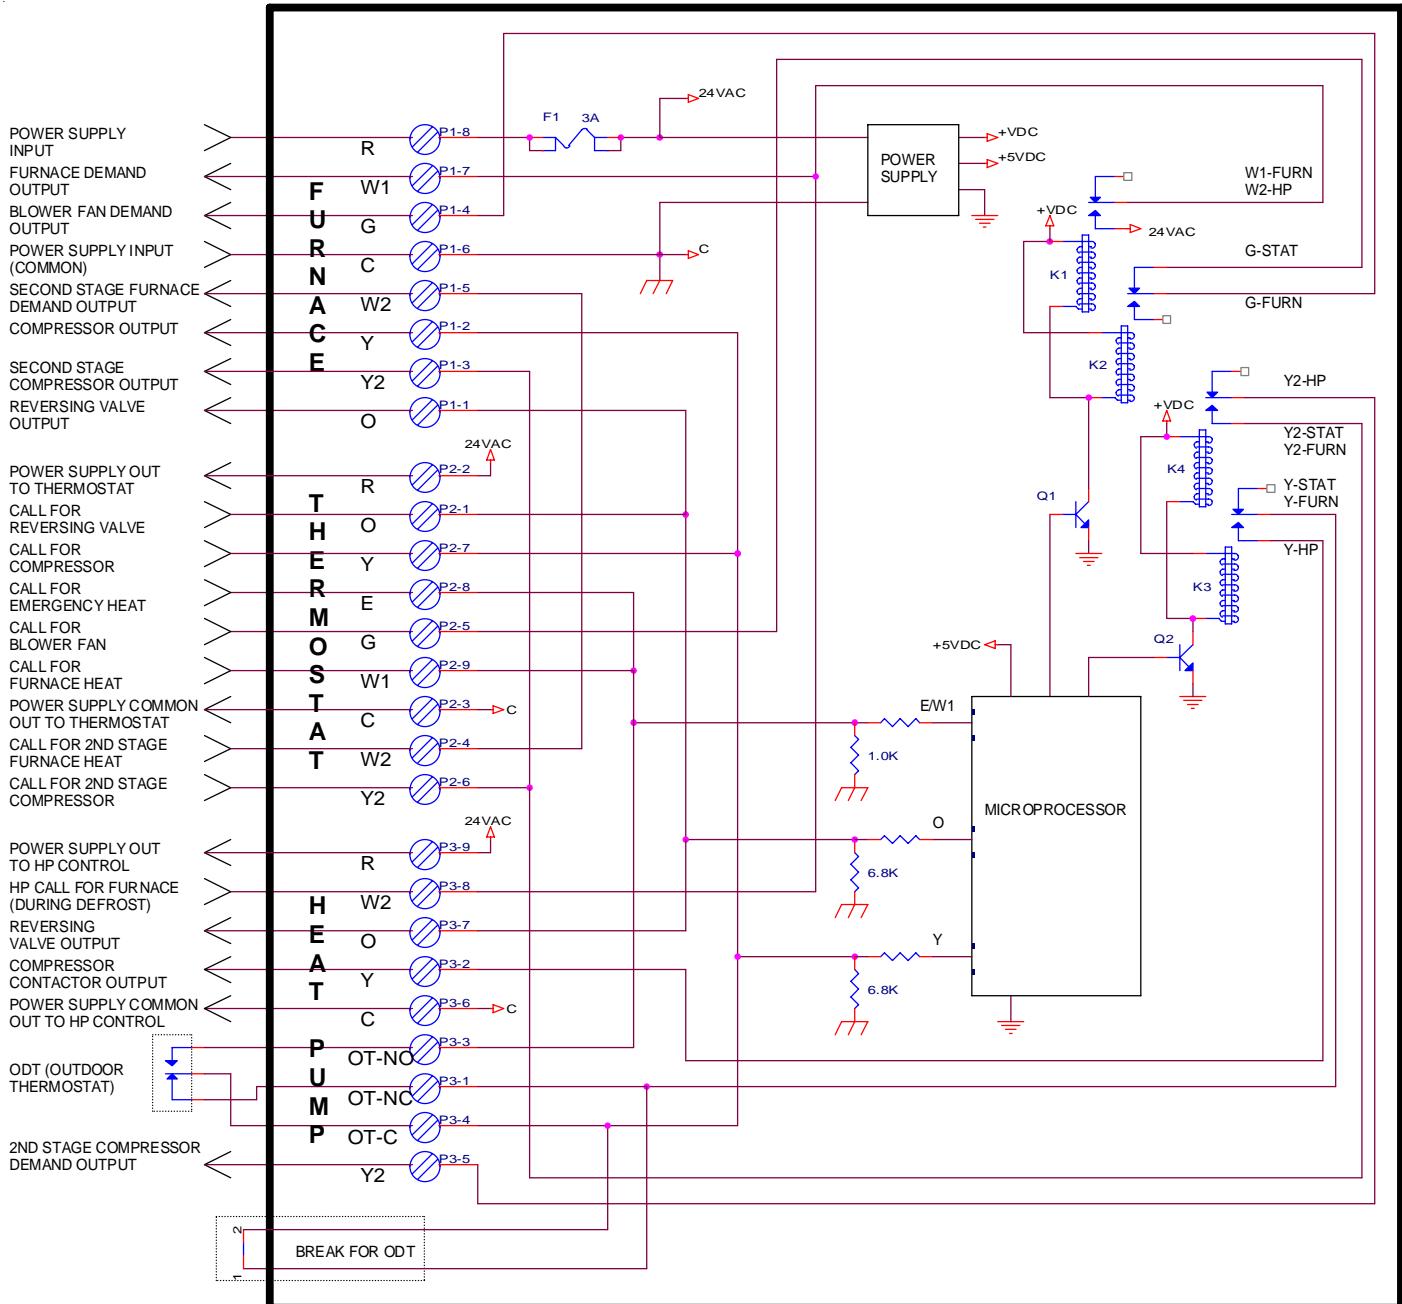 POWER SUPPLY
INPUT
R
P1-8
F1
3A
24VAC
FURNACE DEMAND
OUTPUT
W1
P1-7
BLOWER FAN DEMAND
OUTPUT
G
P1-4
POWER SUPPLY INPUT
(COMMON)
C
P1-6
C
SECOND STAGE FURNACE
DEMAND OUTPUT
W2
P1-5
COMPRESSOR OUTPUT
Y
P1-2
SECOND STAGE
COMPRESSOR OUTPUT
Y2
P1-3
REVERSING VALVE
OUTPUT
O
P1-1
FURNACE
POWER
SUPPLY
+VDC
+5VDC
W1-FURN
W2-HP
+VDC
24VAC
K1
G-STAT
G-FURN
K2
Y2-HP
+VDC
Y2-STAT
Y2-FURN
K4
Y-STAT
Y-FURN
Y-HP
K3
Q1
Q2
POWER SUPPLY OUT
TO THERMOSTAT
R
P2-2
24VAC
CALL FOR
REVERSING VALVE
O
P2-1
CALL FOR
COMPRESSOR
Y
P2-7
CALL FOR
EMERGENCY HEAT
E
P2-8
CALL FOR
BLOWER FAN
G
P2-5
CALL FOR
FURNACE HEAT
W1
P2-9
POWER SUPPLY COMMON
OUT TO THERMOSTAT
C
P2-3
C
CALL FOR 2ND STAGE
FURNACE HEAT
W2
P2-4
CALL FOR 2ND STAGE
COMPRESSOR
Y2
P2-6
THERMOSTAT
+5VDC
E/W1
1.0K
MICROPROCESSOR
O
6.8K
Y
6.8K
POWER SUPPLY OUT
TO HP CONTROL
R
P3-9
24VAC
HP CALL FOR FURNACE
(DURING DEFROST)
W2
P3-8
REVERSING
VALVE OUTPUT
O
P3-7
COMPRESSOR
CONTACTOR OUTPUT
Y
P3-2
POWER SUPPLY COMMON
OUT TO HP CONTROL
C
P3-6
C
ODT (OUTDOOR
THERMOSTAT)
OT-NO
P3-3
OT-NC
P3-1
OT-C
P3-4
2ND STAGE COMPRESSOR
DEMAND OUTPUT
Y2
P3-5
HEAT PUMP
2
BREAK FOR ODT
1